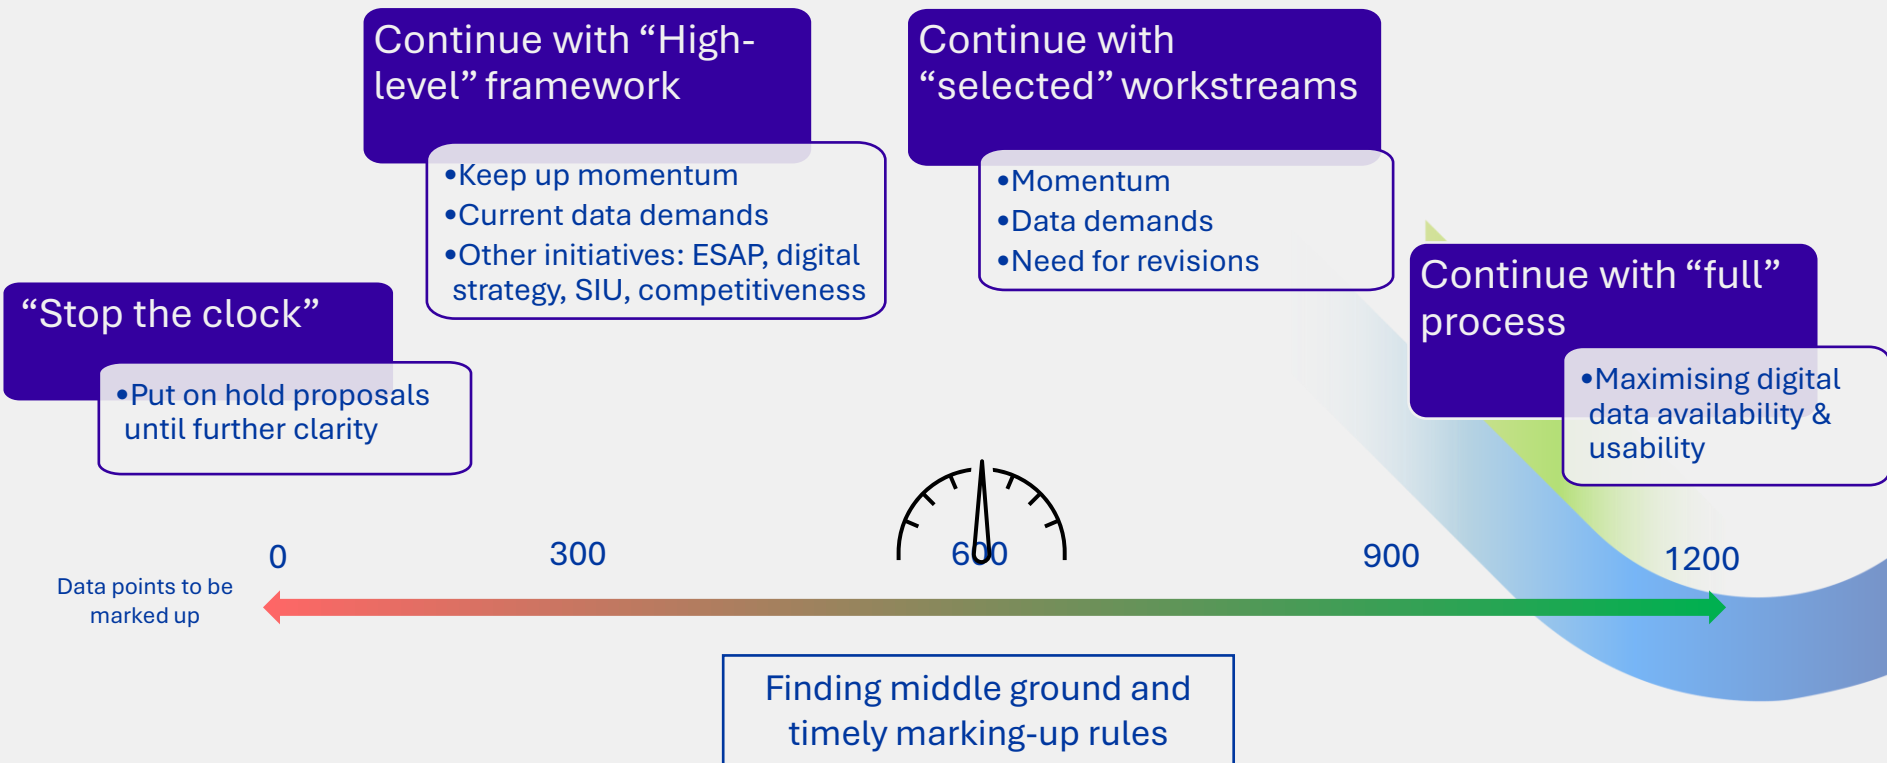 Continue with “High-
level” framework
•Keep up momentum
•Current data demands
•Other initiatives: ESAP, digital
strategy, SIU, competitiveness
Continue with
“selected” workstreams
•Momentum
•Data demands
•Need for revisions
“Stop the clock”
•Put on hold proposals
until further clarity
Continue with “full”
process
•Maximising digital
data availability &
usability
0
300
600
900
1200
Data points to be
marked up
Finding middle ground and
timely marking-up rules